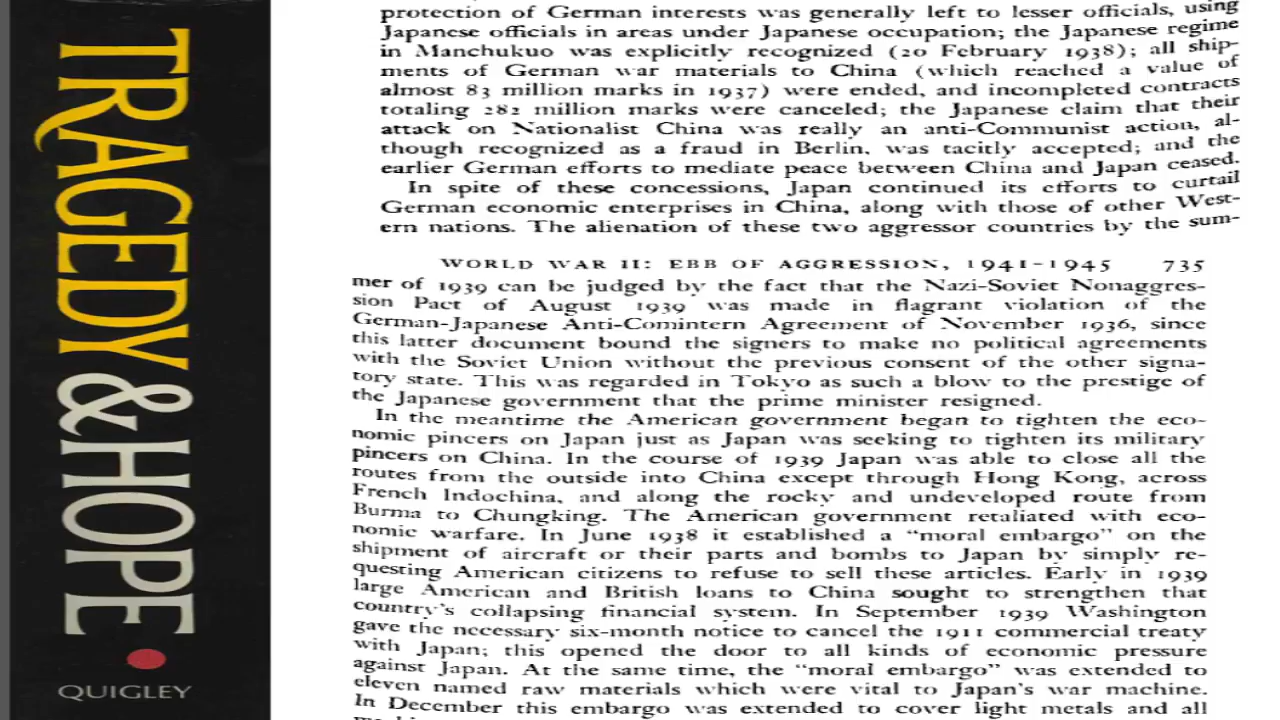 TRAGEDY & HOPE
QUIGLEY
protection of German interests was generally left to lesser officials, using
Japanese officials in areas under Japanese occupation; the Japanese regime
in Manchukuo was explicitly recognized (20 February 1938); all ship-
ments of German war materials to China (which reached a value of
almost 83 million marks in 1937) were ended, and incompleted contracts
totaling 282 million marks were canceled; the Japanese claim that their
attack on Nationalist China was really an anti-Communist action, al-
though recognized as a fraud in Berlin, was tacitly accepted; and the
earlier German efforts to mediate peace between China and Japan ceased.
In spite of these concessions, Japan continued its efforts to curtail
German economic enterprises in China, along with those of other West-
ern nations. The alienation of these two aggressor countries by the sum-
WORLD WAR II: EBB OF AGGRESSION, 1941-1945 735
mer of 1939 can be judged by the fact that the Nazi-Soviet Nonaggres-
sion Pact of August 1939 was made in flagrant violation of the
German-Japanese Anti-Comintern Agreement of November 1936, since
this latter document bound the signers to make no political agreements
with the Soviet Union without the previous consent of the other signa-
tory state. This was regarded in Tokyo as such a blow to the prestige of
the Japanese government that the prime minister resigned.
In the meantime the American government began to tighten the eco-
nomic pincers on Japan just as Japan was seeking to tighten its military
pincers on China. In the course of 1939 Japan was able to close all the
routes from the outside into China except through Hong Kong, across
French Indochina, and along the rocky and undeveloped route from
Burma to Chungking. The American government retaliated with eco-
nomic warfare. In June 1938 it established a "moral embargo" on the
shipment of aircraft or their parts and bombs to Japan by simply re-
questing American citizens to refuse to sell these articles. Early in 1939
large American and British loans to China sought to strengthen that
country's collapsing financial system. In September 1939 Washington
gave the necessary six-month notice to cancel the 1911 commercial treaty
with Japan; this opened the door to all kinds of economic pressure
against Japan. At the same time, the "moral embargo" was extended to
eleven named raw materials which were vital to Japan's war machine.
In December this embargo was extended to cover light metals and all